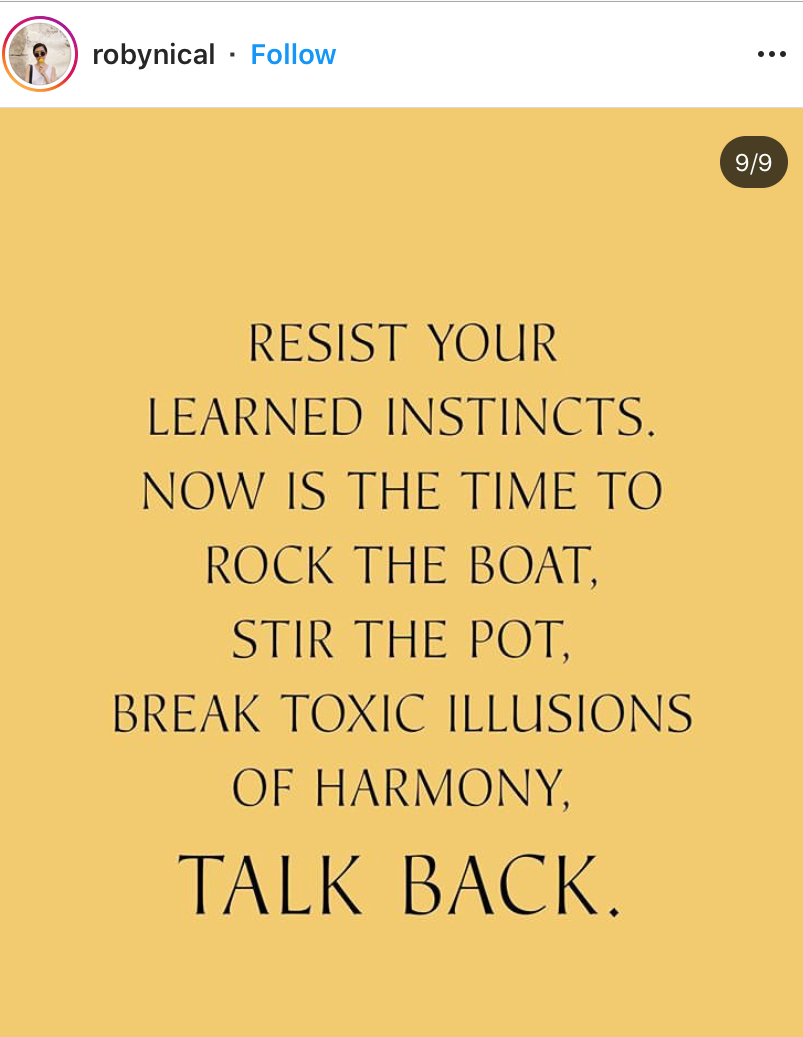 robynical · Follow
9/9
RESIST YOUR
LEARNED INSTINCTS.
NOW IS THE TIME TO
ROCK THE BOAT,
STIR THE POT,
BREAK TOXIC ILLUSIONS
OF HARMONY,
TALK BACK.